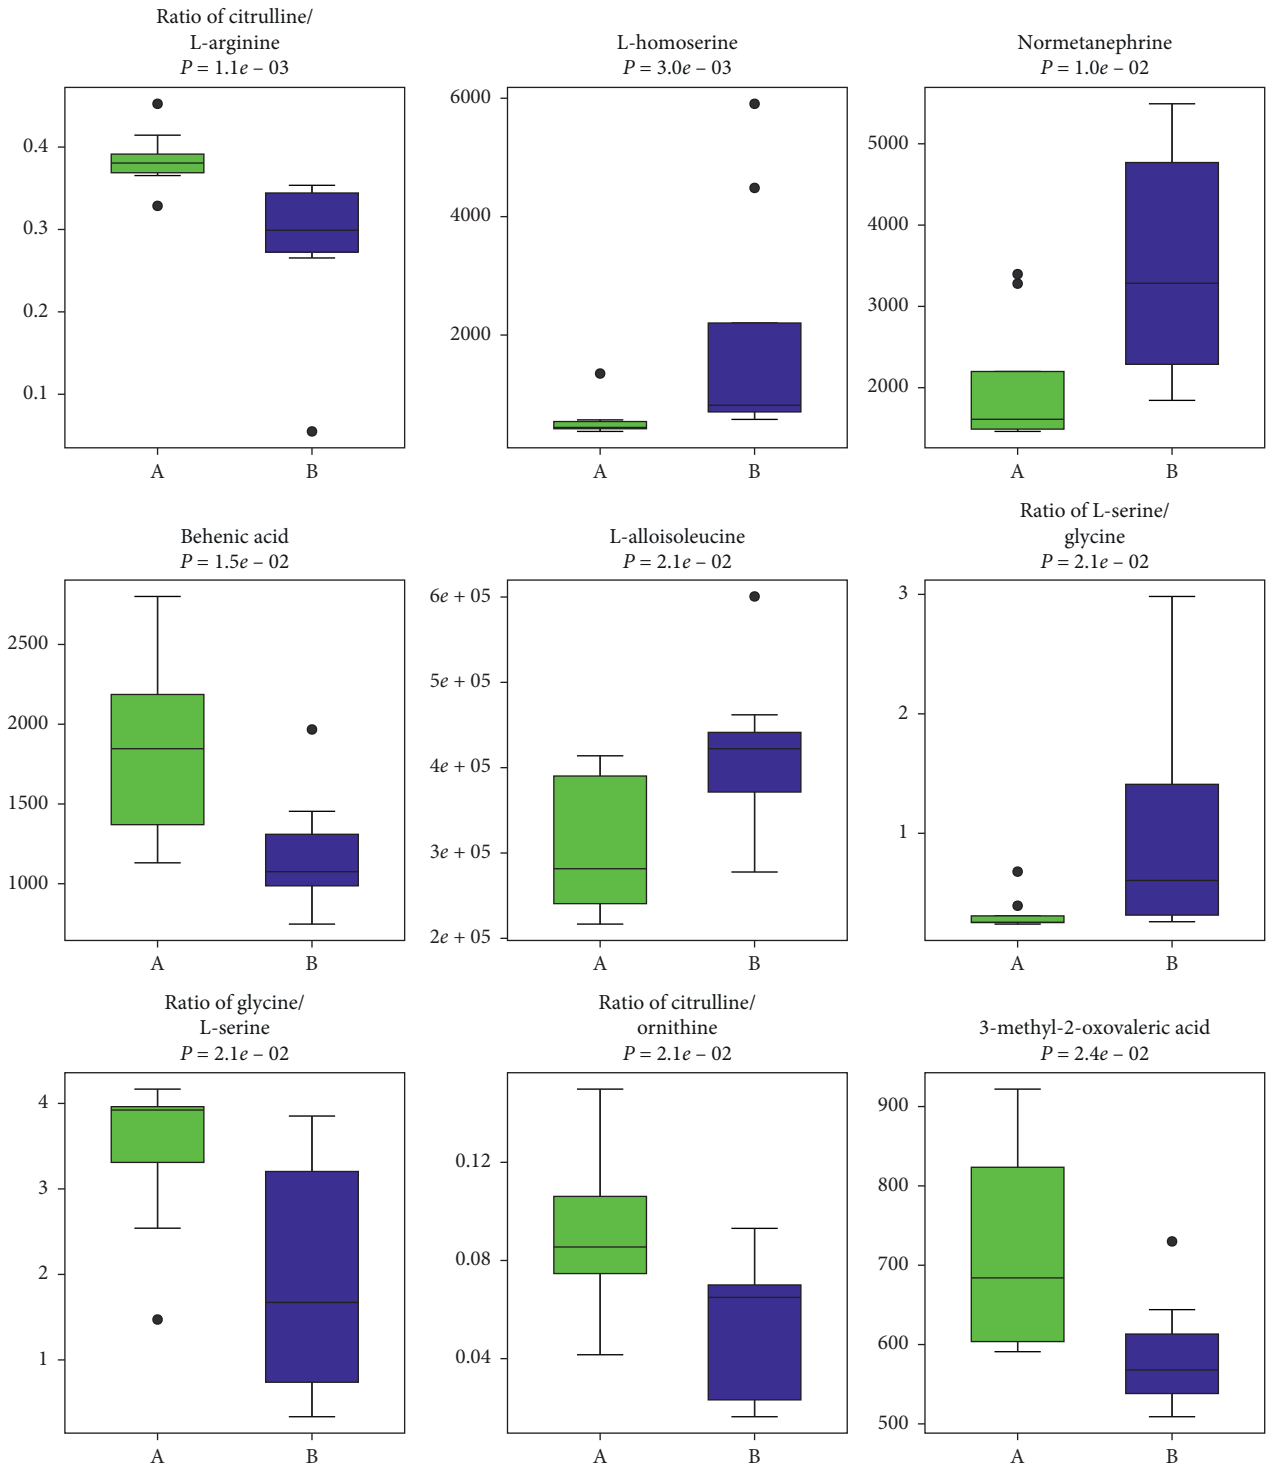 Ratio of citrulline/
L-arginine
P = 1.1e – 03
0.4
0.3
0.2
0.1
A
B
L-homoserine
P = 3.0e – 03
6000
4000
2000
A
B
Normetanephrine
P = 1.0e – 02
5000
4000
3000
2000
A
B
Behenic acid
P = 1.5e – 02
2500
2000
1500
1000
A
B
L-alloisoleucine
P = 2.1e – 02
6e + 05
5e + 05
4e + 05
3e + 05
2e + 05
A
B
Ratio of L-serine/
glycine
P = 2.1e – 02
3
2
1
A
B
Ratio of glycine/
L-serine
P = 2.1e – 02
4
3
2
1
A
B
Ratio of citrulline/
ornithine
P = 2.1e – 02
0.12
0.08
0.04
A
B
3-methyl-2-oxovaleric acid
P = 2.4e – 02
900
800
700
600
500
A
B